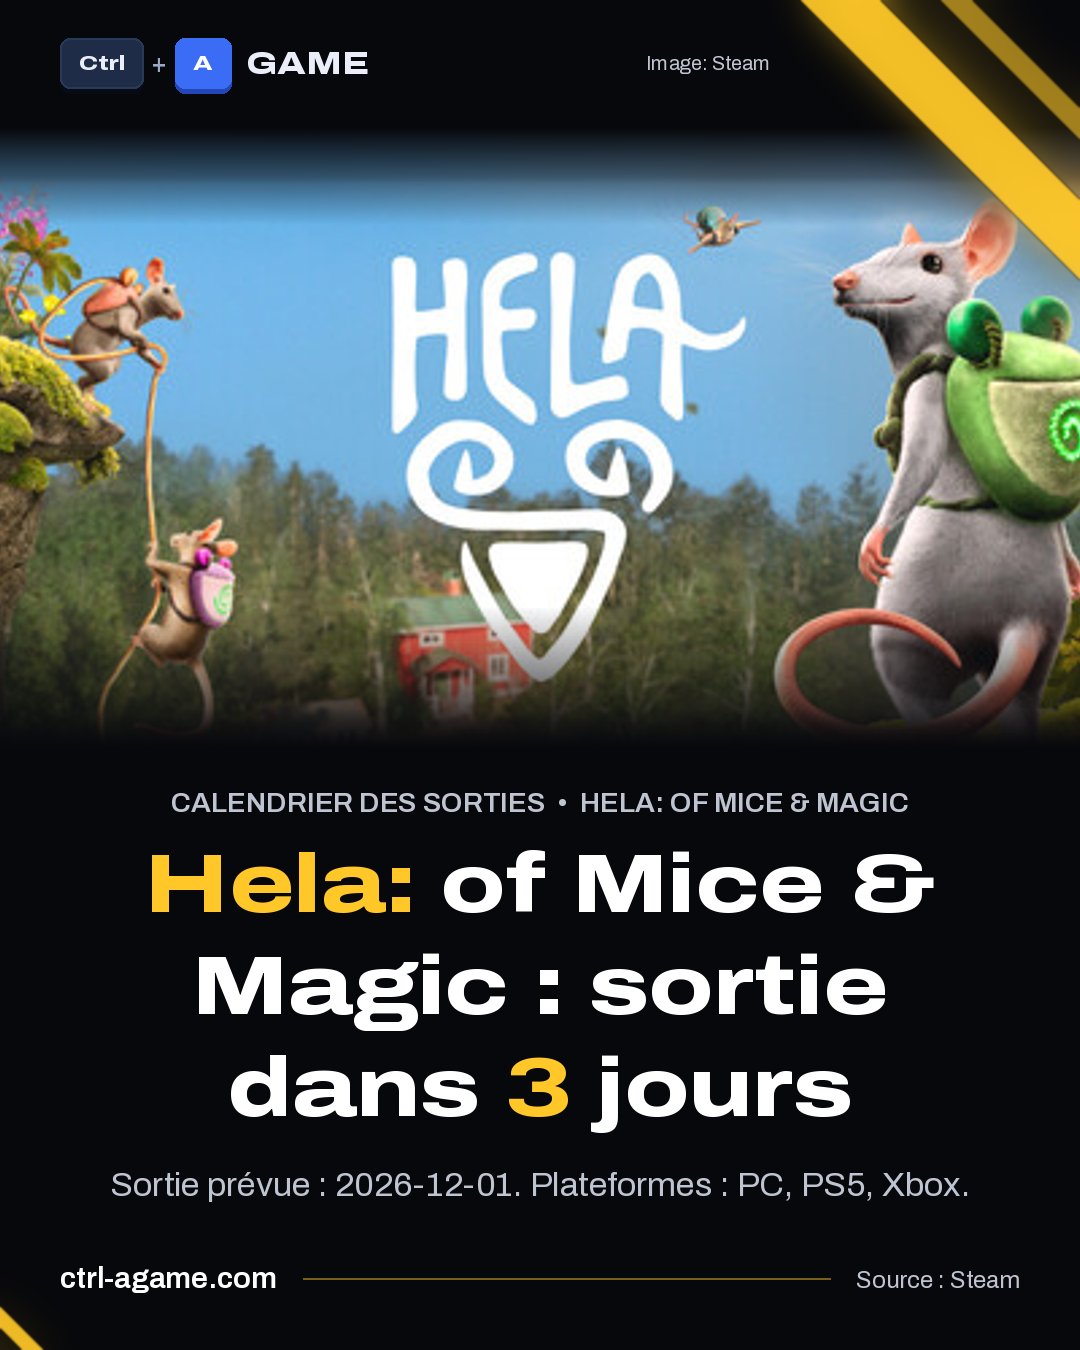 Ctrl + A GAME
Image: Steam
HELA
CALENDRIER DES SORTIES • HELA: OF MICE & MAGIC
Hela: of Mice &
Magic : sortie
dans 3 jours
Sortie prévue : 2026-12-01. Plateformes : PC, PS5, Xbox.
ctrl-agame.com
Source : Steam